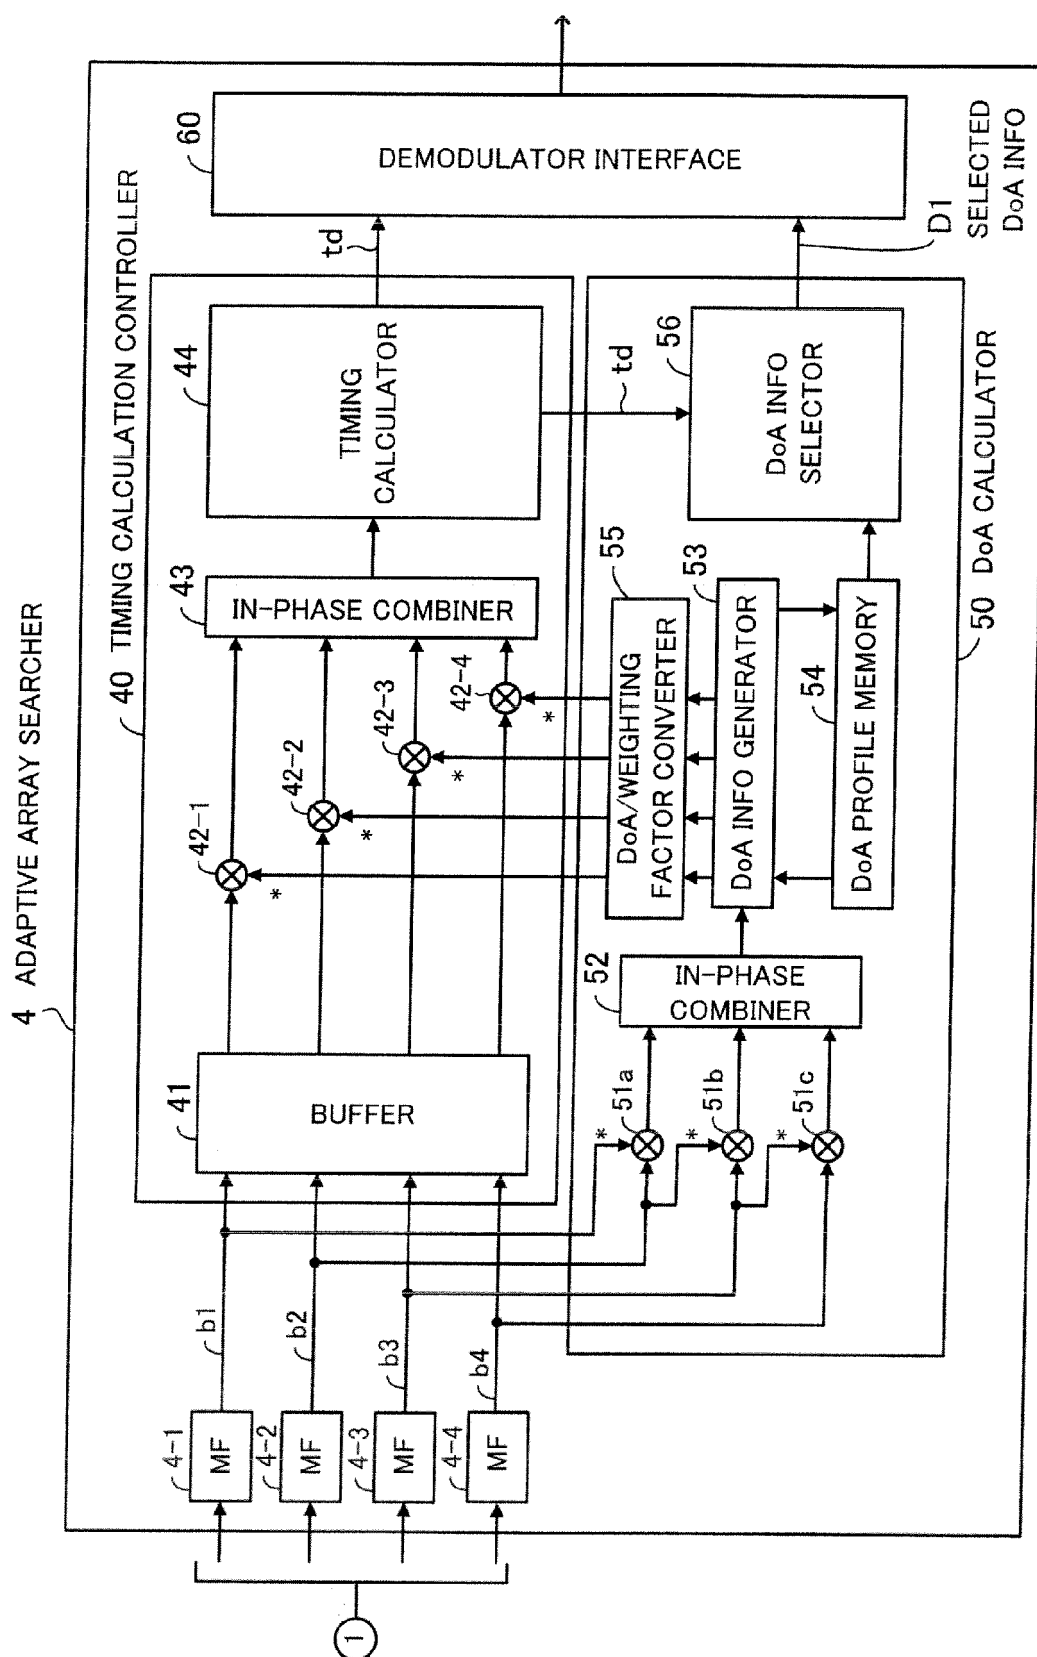 4 ADAPTIVE ARRAY SEARCHER
40 TIMING CALCULATION CONTROLLER
60
DEMODULATOR INTERFACE
td
44
TIMING
CALCULATOR
43
IN-PHASE COMBINER
42-1
42-2
42-3
42-4
*
*
*
*
41
BUFFER
b1
b2
b3
b4
4-1
MF
4-2
MF
4-3
MF
4-4
MF
1
td
D1
SELECTED
DoA INFO
56
DoA INFO
SELECTOR
55
DoA/WEIGHTING
FACTOR CONVERTER
53
DoA INFO GENERATOR
54
DoA PROFILE MEMORY
52
IN-PHASE
COMBINER
51a
51b
51c
*
*
*
50 DoA CALCULATOR